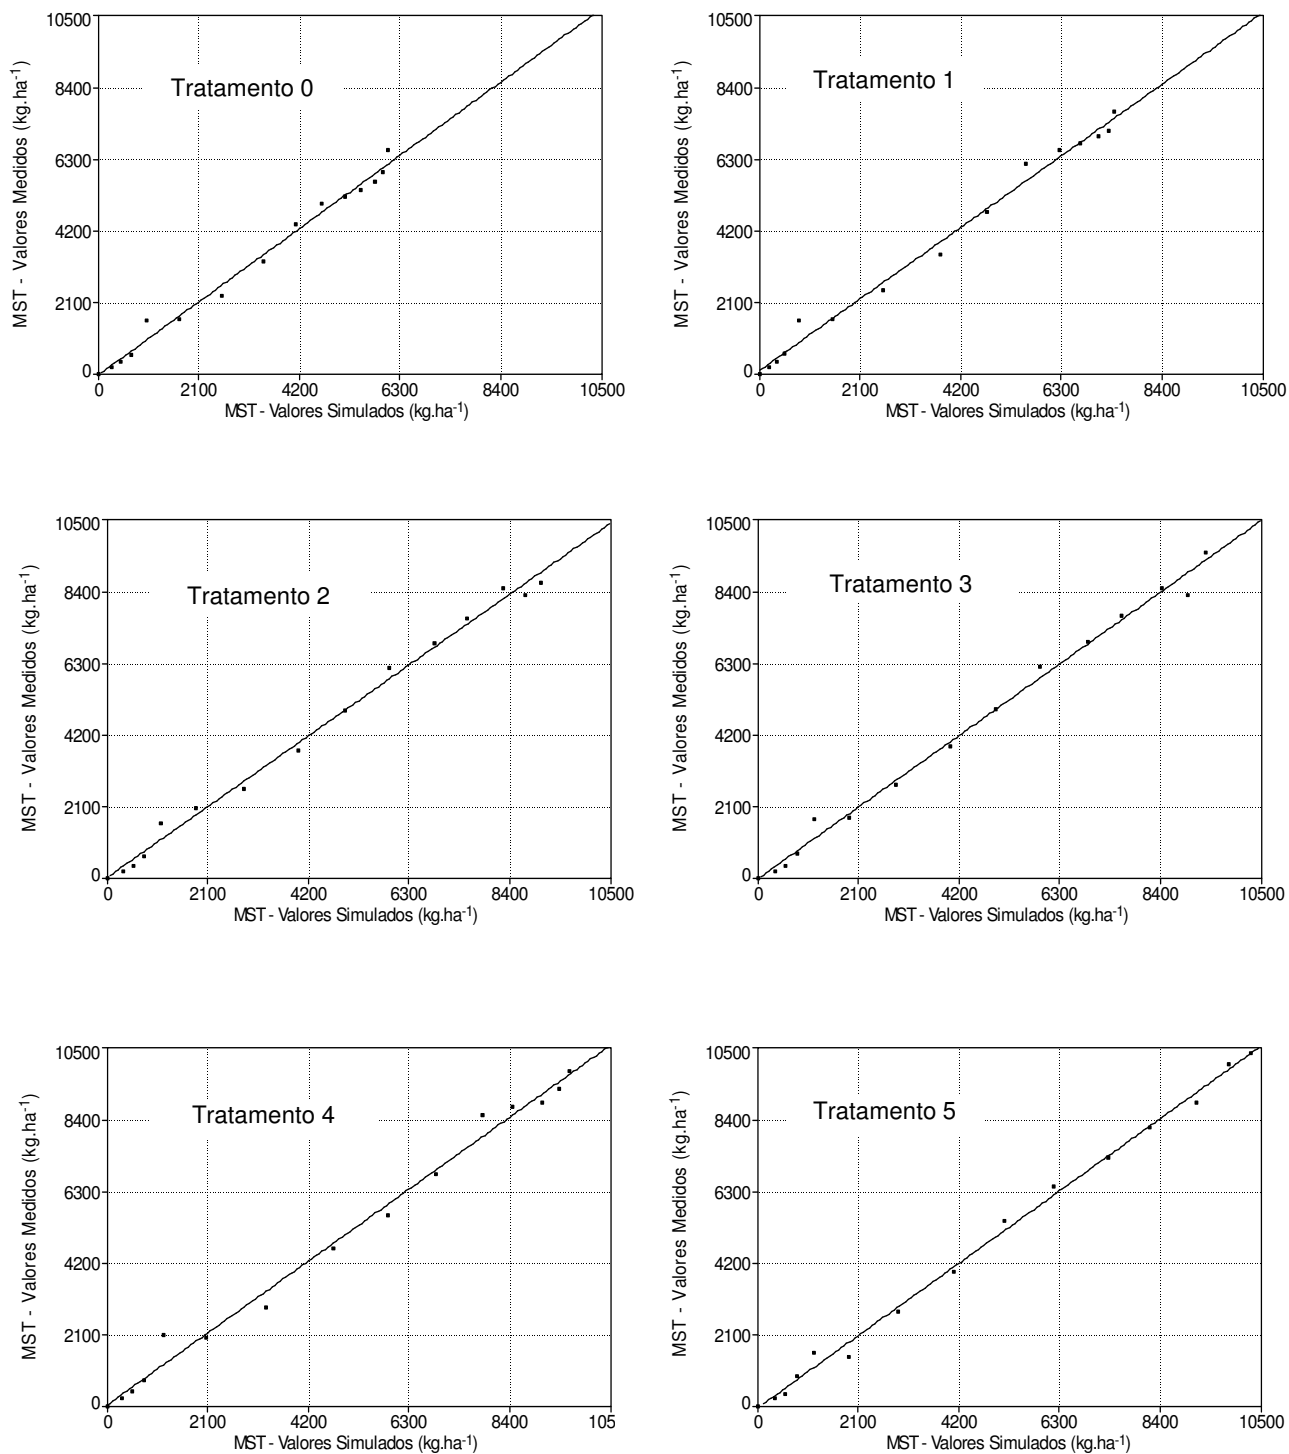 10500
8400
6300
4200
2100
0
MST - Valores Medidos (kg.ha-1)
Tratamento 0
0 2100 4200 6300 8400 10500
MST - Valores Simulados (kg.ha-1)
10500
8400
6300
4200
2100
0
MST - Valores Medidos (kg.ha-1)
Tratamento 1
0 2100 4200 6300 8400 10500
MST - Valores Simulados (kg.ha-1)
10500
8400
6300
4200
2100
0
MST - Valores Medidos (kg.ha-1)
Tratamento 2
0 2100 4200 6300 8400 10500
MST - Valores Simulados (kg.ha-1)
10500
8400
6300
4200
2100
0
MST - Valores Medidos (kg.ha-1)
Tratamento 3
0 2100 4200 6300 8400 10500
MST - Valores Simulados (kg.ha-1)
10500
8400
6300
4200
2100
0
MST - Valores Medidos (kg.ha-1)
Tratamento 4
0 2100 4200 6300 8400 105
MST - Valores Simulados (kg.ha-1)
10500
8400
6300
4200
2100
0
MST - Valores Medidos (kg.ha-1)
Tratamento 5
0 2100 4200 6300 8400 10500
MST - Valores Simulados (kg.ha-1)